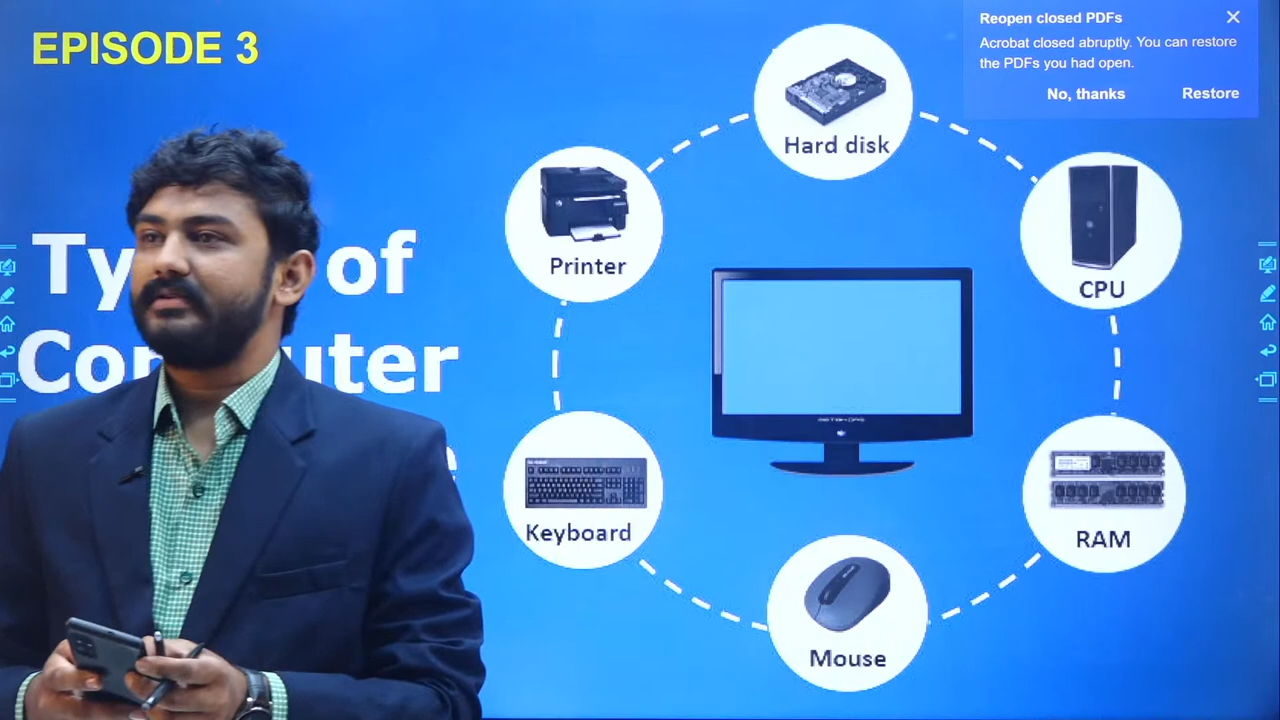 EPISODE 3
of
Hard disk
Printer
CPU
Keyboard
RAM
Mouse
Reopen closed PDFs
Acrobat closed abruptly. You can restore
the PDFs you had open.
No, thanks
Restore